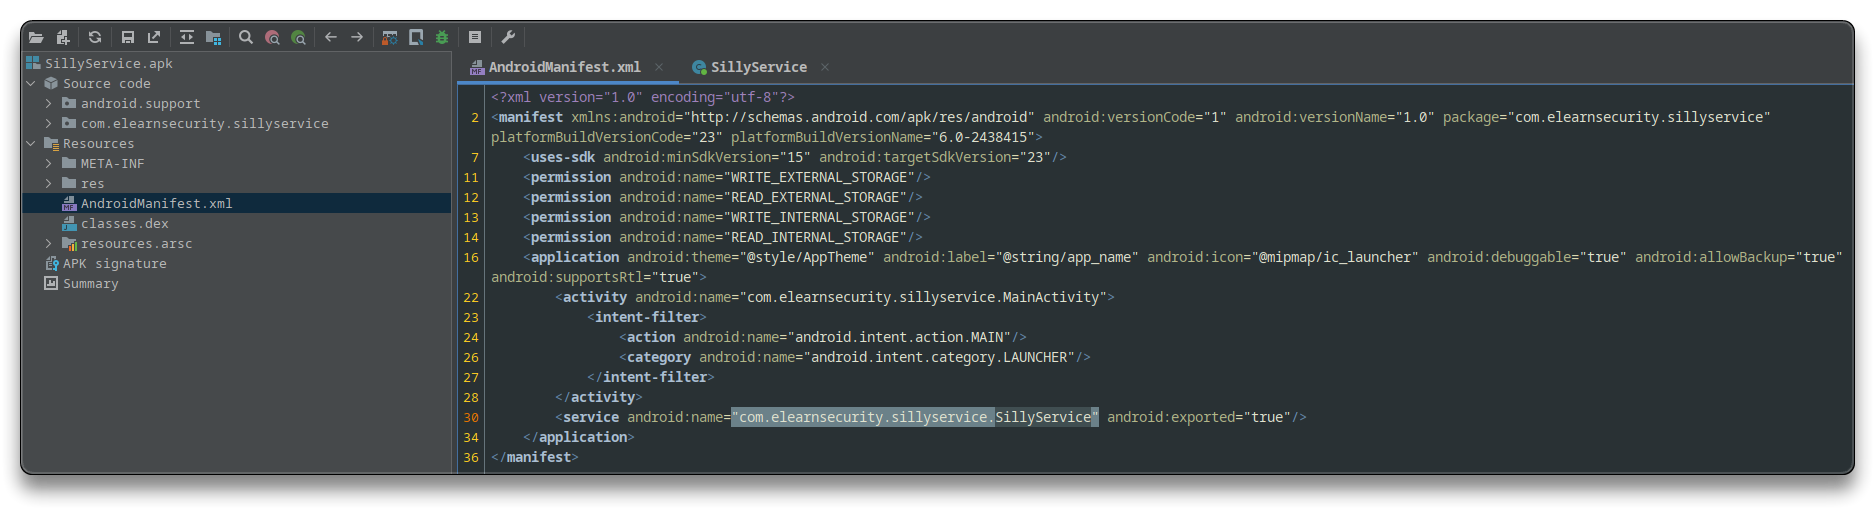 SillyService.apk
Source code
android.support
com.elearnsecurity.sillyservice
Resources
META-INF
res
AndroidManifest.xml
classes.dex
resources.arsc
APK signature
Summary
AndroidManifest.xml
SillyService
<?xml version="1.0" encoding="utf-8"?>
2 <manifest xmlns:android="http://schemas.android.com/apk/res/android" android:versionCode="1" android:versionName="1.0" package="com.elearnsecurity.sillyservice"
platformBuildVersionCode="23" platformBuildVersionName="6.0-2438415">
7 <uses-sdk android:minSdkVersion="15" android:targetSdkVersion="23"/>
11 <permission android:name="WRITE_EXTERNAL_STORAGE"/>
12 <permission android:name="READ_EXTERNAL_STORAGE"/>
13 <permission android:name="WRITE_INTERNAL_STORAGE"/>
14 <permission android:name="READ_INTERNAL_STORAGE"/>
16 <application android:theme="@style/AppTheme" android:label="@string/app_name" android:icon="@mipmap/ic_launcher" android:debuggable="true" android:allowBackup="true"
android:supportsRtl="true">
22 <activity android:name="com.elearnsecurity.sillyservice.MainActivity">
23 <intent-filter>
24 <action android:name="android.intent.action.MAIN"/>
26 <category android:name="android.intent.category.LAUNCHER"/>
27 </intent-filter>
28 </activity>
30 <service android:name="com.elearnsecurity.sillyservice.SillyService" android:exported="true"/>
34 </application>
36 </manifest>